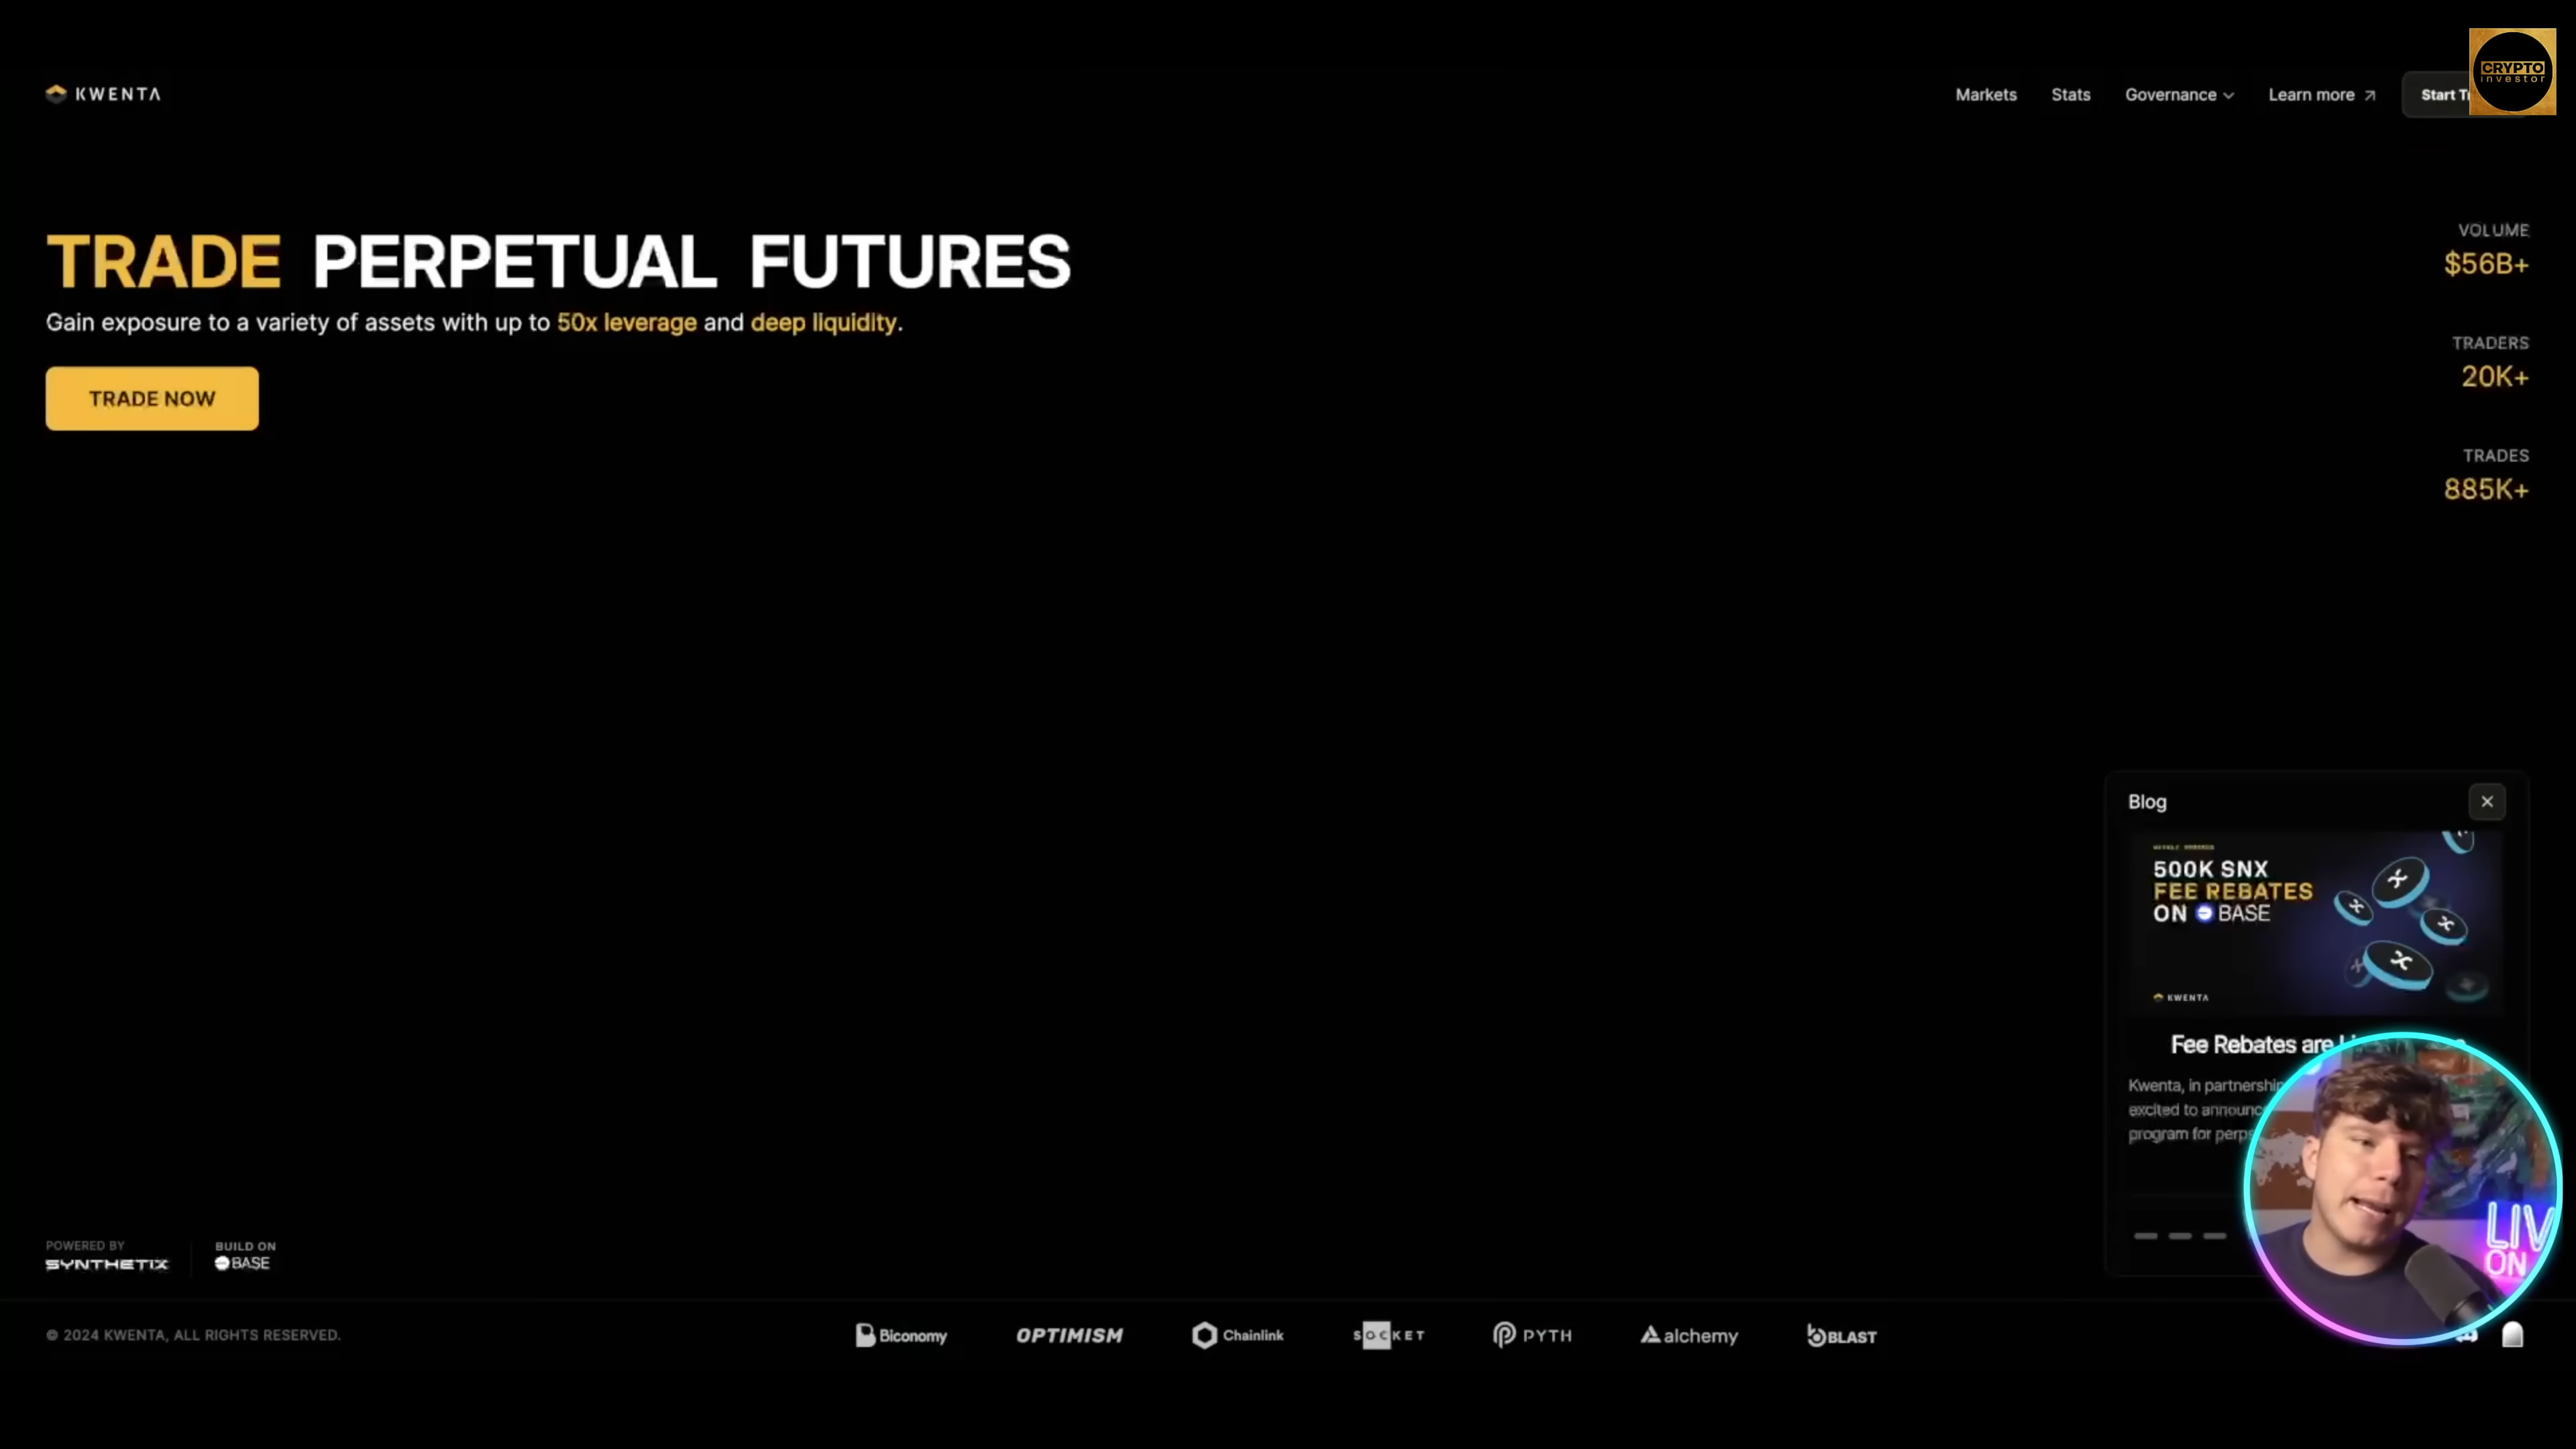 KWENTA
Markets
Stats
Governance
Learn more
Start
CRYPTO
investor
TRADE PERPETUAL FUTURES
Gain exposure to a variety of assets with up to 50x leverage and deep liquidity.
TRADE NOW
VOLUME
$56B+
TRADERS
20K+
TRADES
885K+
Blog
500K SNX
FEE REBATES
ON BASE
KWENTA
Fee Rebates are
Kwenta, in
excited to
program for
LIV
ON
POWERED BY
SYNTHETIX
BUILD ON
BASE
© 2024 KWENTA, ALL RIGHTS RESERVED.
Biconomy
OPTIMISM
Chainlink
SOCKET
PYTH
alchemy
BLAST